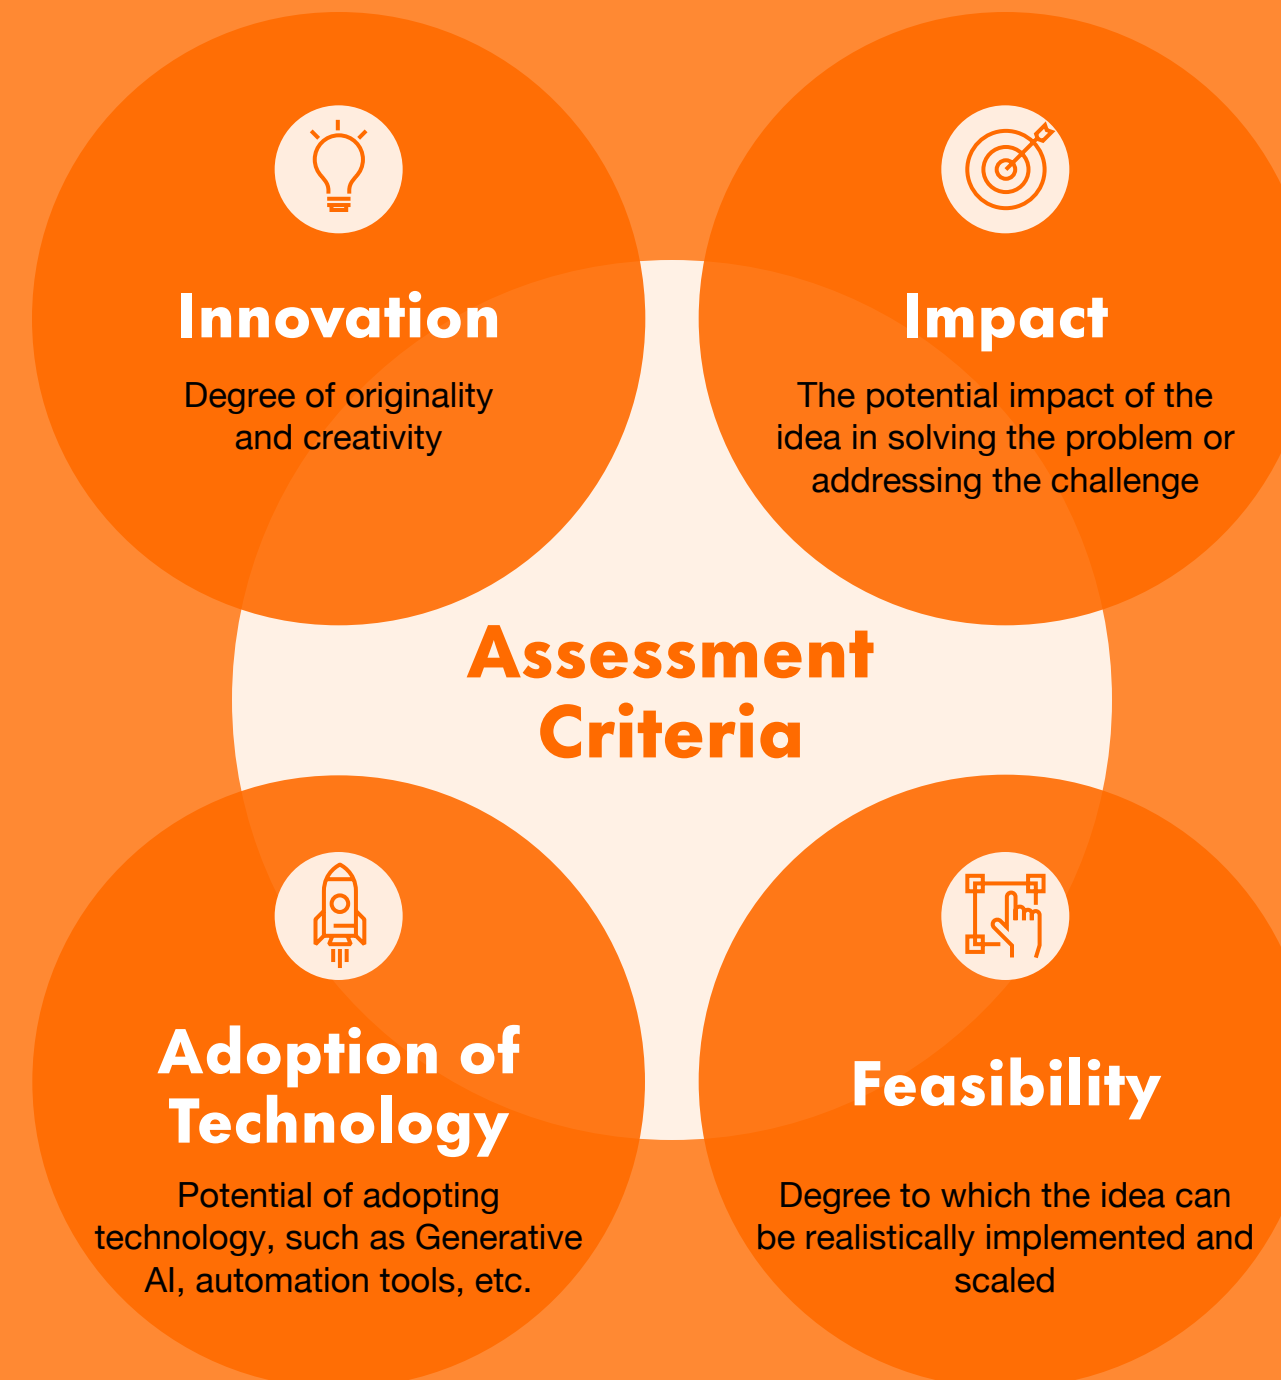 Innovation
Degree of originality
and creativity
Impact
The potential impact of the
idea in solving the problem or
addressing the challenge
Assessment
Criteria
Adoption of
Technology
Potential of adopting
technology, such as Generative
AI, automation tools, etc.
Feasibility
Degree to which the idea can
be realistically implemented and
scaled